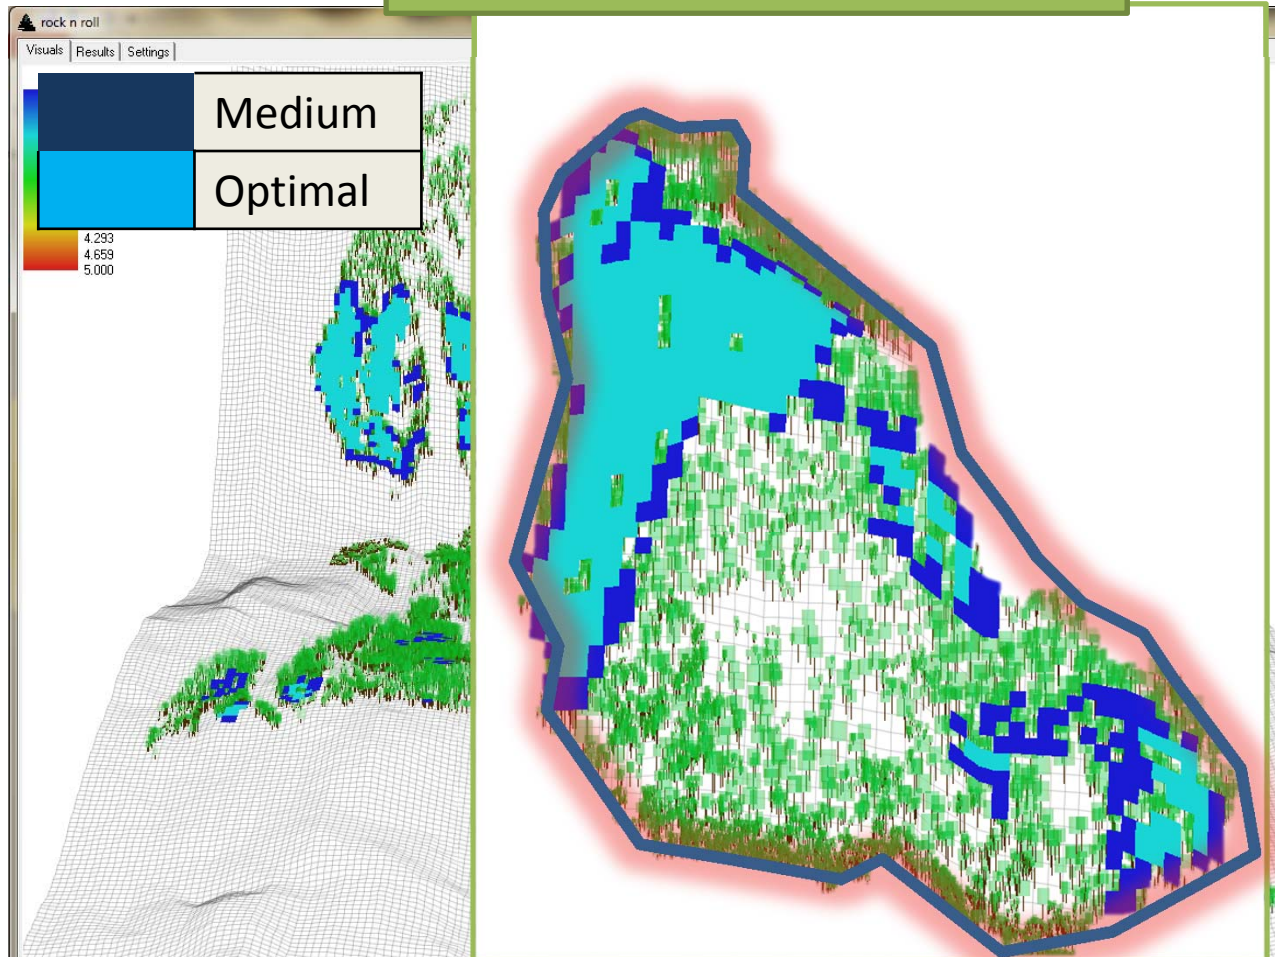 rock n roll
Visuals Results Settings
Medium
Optimal
4.293
4.659
5.000